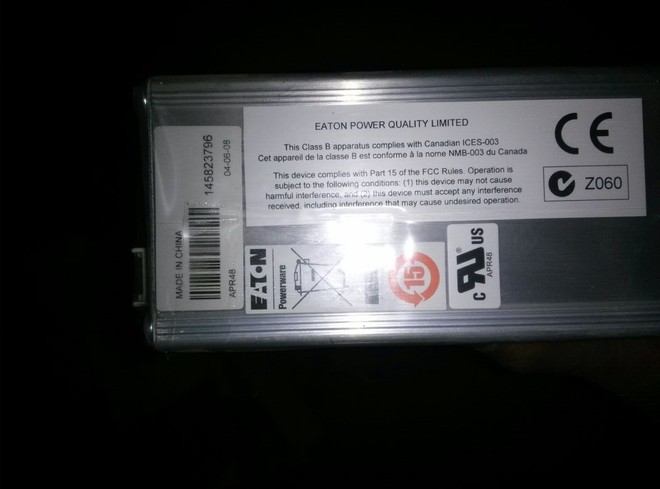 EATON POWER QUALITY LIMITED
This Class B apparatus complies with Canadian ICES-003
Cet appareil de la classe B est conforme à la nome NMB-003 du Canada
This device complies with Part 15 of the FCC Rules. Operation is
subject to the following conditions: (1) this device may not cause
harmful interference, and (2) this device must accept any interference
received, including interference that may cause undesired operation.
CE
Z060
145823796
04-06-08
MADE IN CHINA
APR48
EATON
Powerware
15
c RU US
®
APR48